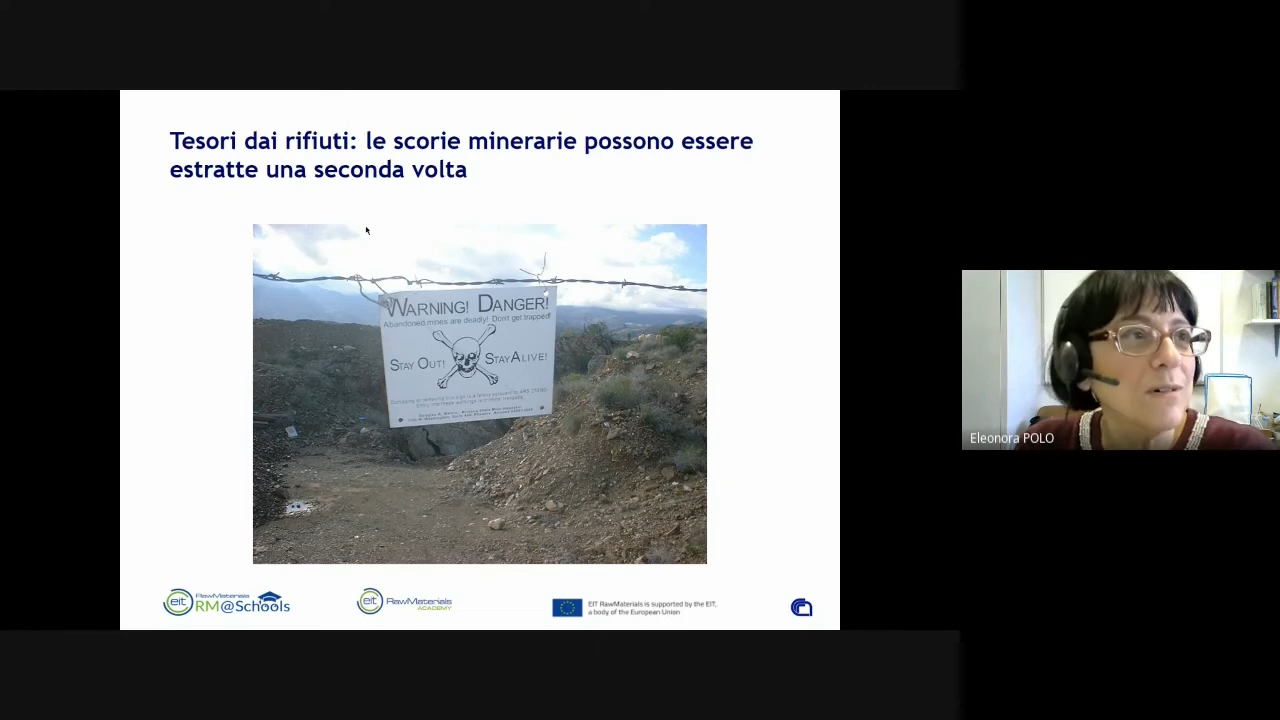 Tesori dai rifiuti: le scorie minerarie possono essere
estratte una seconda volta
WARNING! DANGER!
Abandoned mines are deadly! Don't get trapped!
STAY OUT! STAY ALIVE!
eit RawMaterials
RM@Schools
eit RawMaterials
ACADEMY
EIT RawMaterials is supported by the EIT,
a body of the European Union
Eleonora POLO